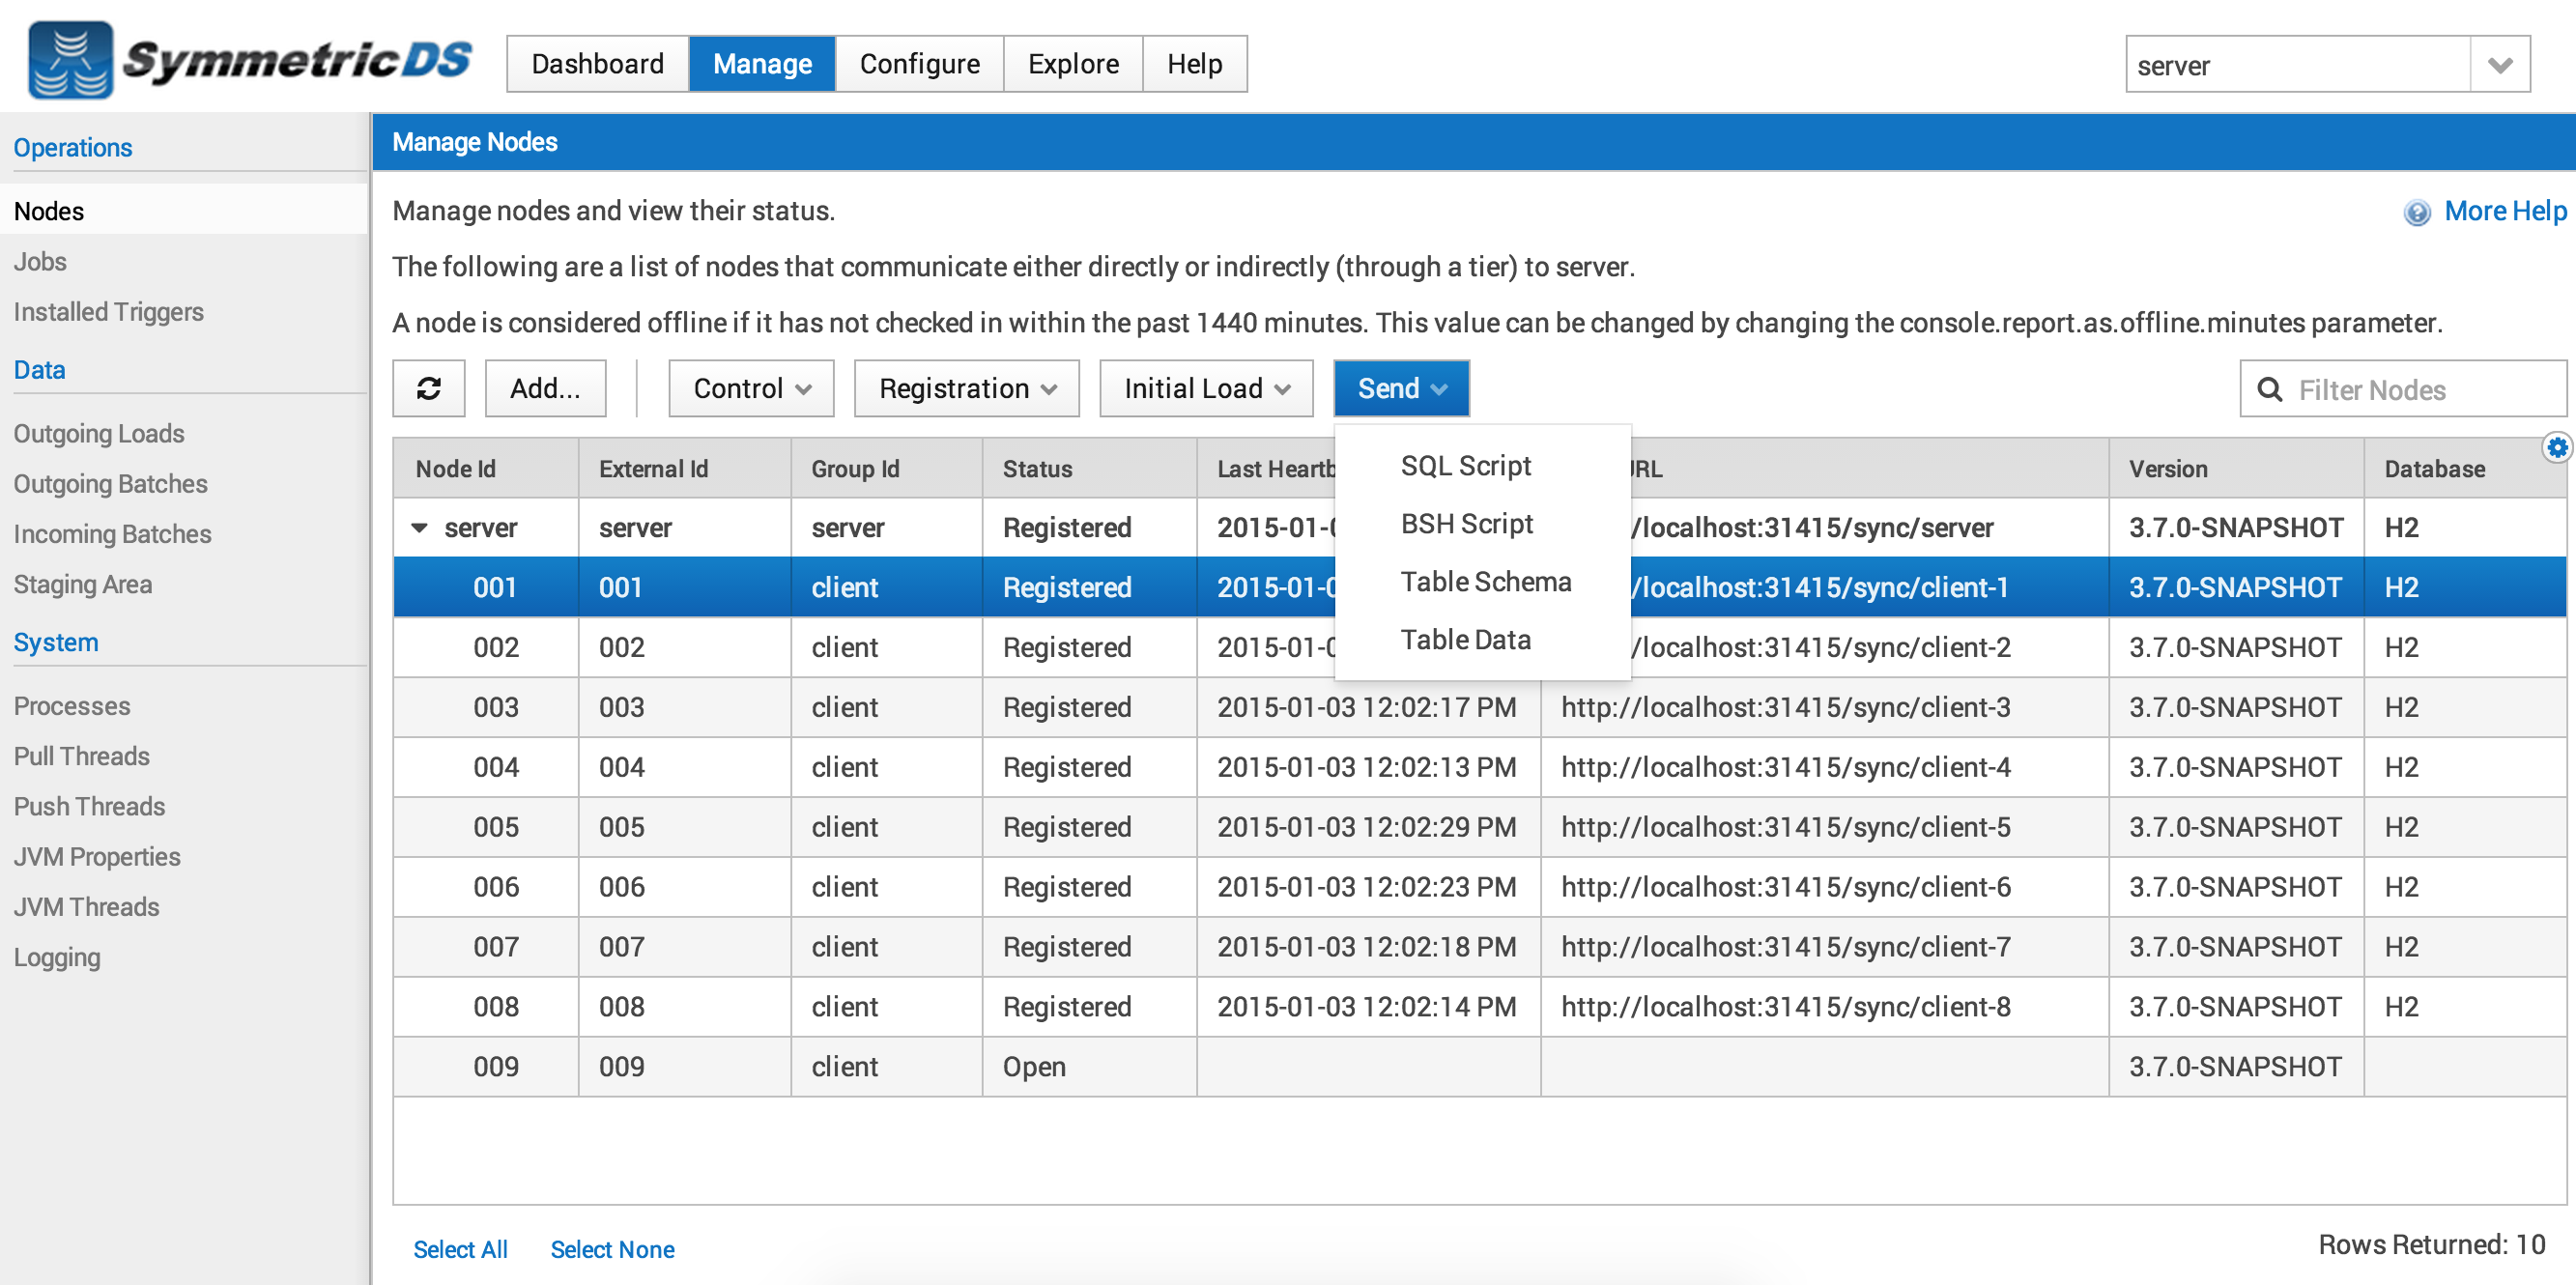 SymmetricDS
Dashboard Manage Configure Explore Help
server
Operations
Nodes
Jobs
Installed Triggers
Data
Outgoing Loads
Outgoing Batches
Incoming Batches
Staging Area
System
Processes
Pull Threads
Push Threads
JVM Properties
JVM Threads
Logging
Manage Nodes
Manage nodes and view their status.
More Help
The following are a list of nodes that communicate either directly or indirectly (through a tier) to server.
A node is considered offline if it has not checked in within the past 1440 minutes. This value can be changed by changing the console.report.as.offline.minutes parameter.
Add... Control Registration Initial Load Send
Filter Nodes
SQL Script
BSH Script
Table Schema
Table Data
Node Id External Id Group Id Status Last Version Database
server server server Registered 2015-01- /localhost:31415/sync/server 3.7.0-SNAPSHOT H2
001 001 client Registered 2015-01- /localhost:31415/sync/client-1 3.7.0-SNAPSHOT H2
002 002 client Registered 2015-01- /localhost:31415/sync/client-2 3.7.0-SNAPSHOT H2
003 003 client Registered 2015-01-03 12:02:17 PM http://localhost:31415/sync/client-3 3.7.0-SNAPSHOT H2
004 004 client Registered 2015-01-03 12:02:13 PM http://localhost:31415/sync/client-4 3.7.0-SNAPSHOT H2
005 005 client Registered 2015-01-03 12:02:29 PM http://localhost:31415/sync/client-5 3.7.0-SNAPSHOT H2
006 006 client Registered 2015-01-03 12:02:23 PM http://localhost:31415/sync/client-6 3.7.0-SNAPSHOT H2
007 007 client Registered 2015-01-03 12:02:18 PM http://localhost:31415/sync/client-7 3.7.0-SNAPSHOT H2
008 008 client Registered 2015-01-03 12:02:14 PM http://localhost:31415/sync/client-8 3.7.0-SNAPSHOT H2
009 009 client Open 3.7.0-SNAPSHOT
Select All Select None
Rows Returned: 10